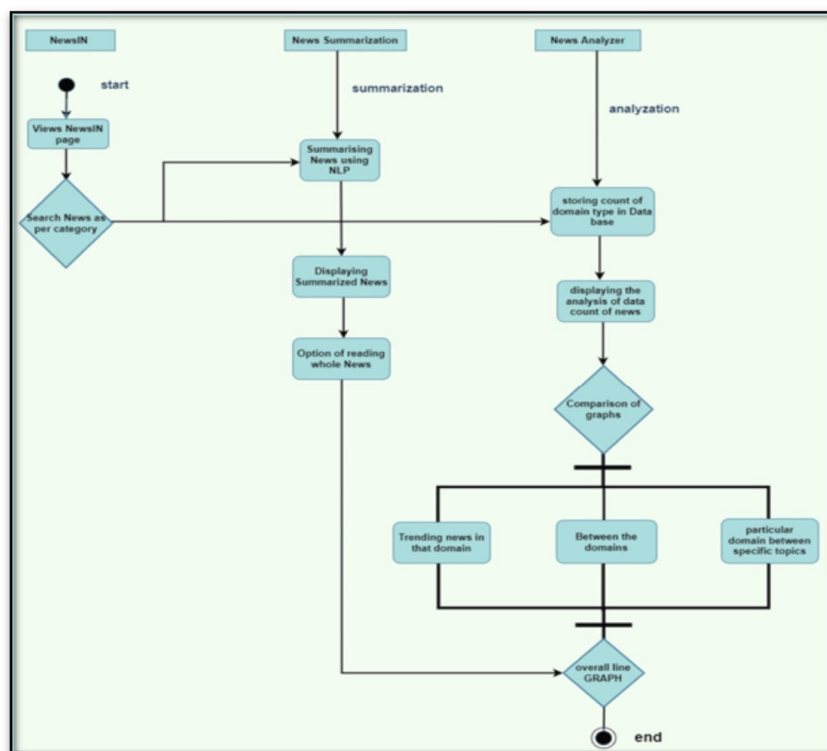 NewsIN
News Summarization
News Analyzer
start
summarization
analyzation
Views NewsIN
page
Summarising
News using
NLP
Search News as
per category
storing count of
domain type in Data
base
Displaying
Summarized News
displaying the
analysis of data
count of news
Option of reading
whole News
Comparison of
graphs
Trending news in
that domain
Between the
domains
particular
domain between
specific topics
overall line
GRAPH
end